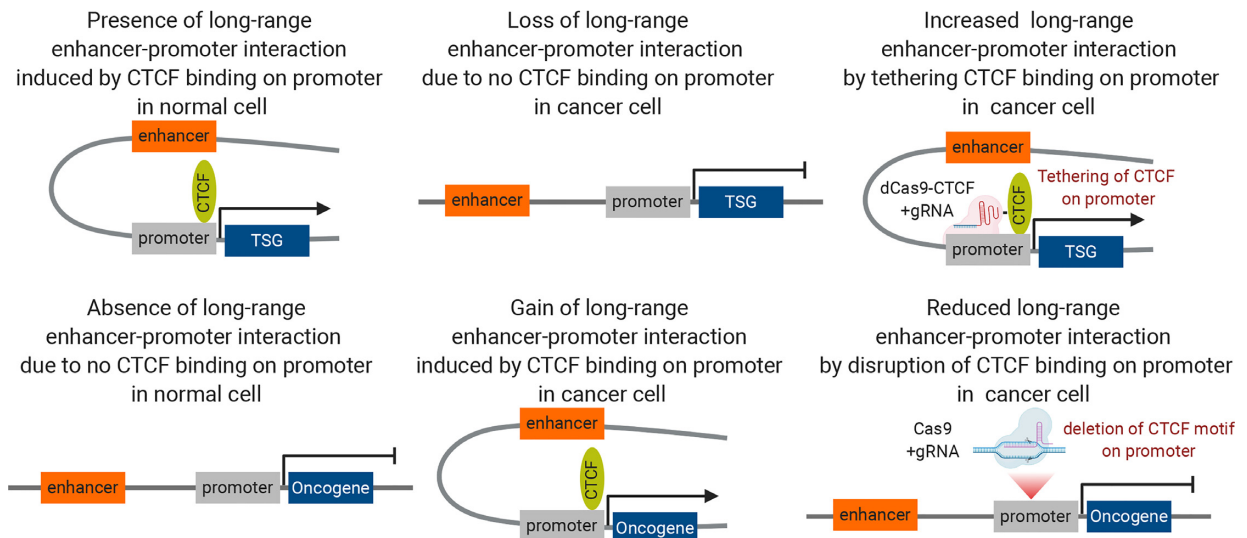 Presence of long-range
enhancer-promoter interaction
induced by CTCF binding on promoter
in normal cell
enhancer
CTCF
promoter
TSG
Loss of long-range
enhancer-promoter interaction
due to no CTCF binding on promoter
in cancer cell
enhancer
promoter
TSG
Increased long-range
enhancer-promoter interaction
by tethering CTCF binding on promoter
in cancer cell
enhancer
dCas9-CTCF
+gRNA
CTCF
Tethering of CTCF
on promoter
promoter
TSG
Absence of long-range
enhancer-promoter interaction
due to no CTCF binding on promoter
in normal cell
enhancer
promoter
Oncogene
Gain of long-range
enhancer-promoter interaction
induced by CTCF binding on promoter
in cancer cell
enhancer
CTCF
promoter
Oncogene
Reduced long-range
enhancer-promoter interaction
by disruption of CTCF binding on promoter
in cancer cell
Cas9
+gRNA
deletion of CTCF motif
on promoter
enhancer
promoter
Oncogene